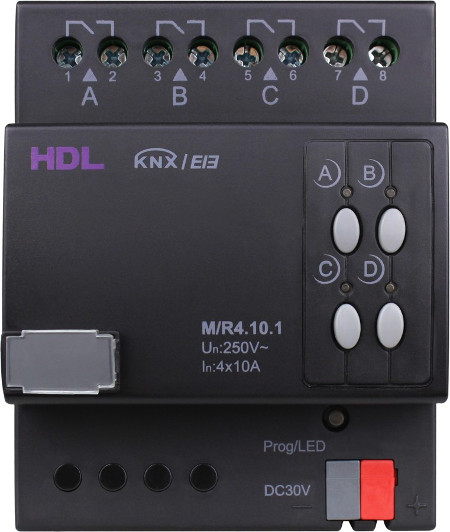 1 2 3 4 5 6 7 8
A B C D
HDL KNX/EIB
A B
C D
M/R4.10.1
Un:250V~
In:4x10A
Prog/LED
DC30V − +